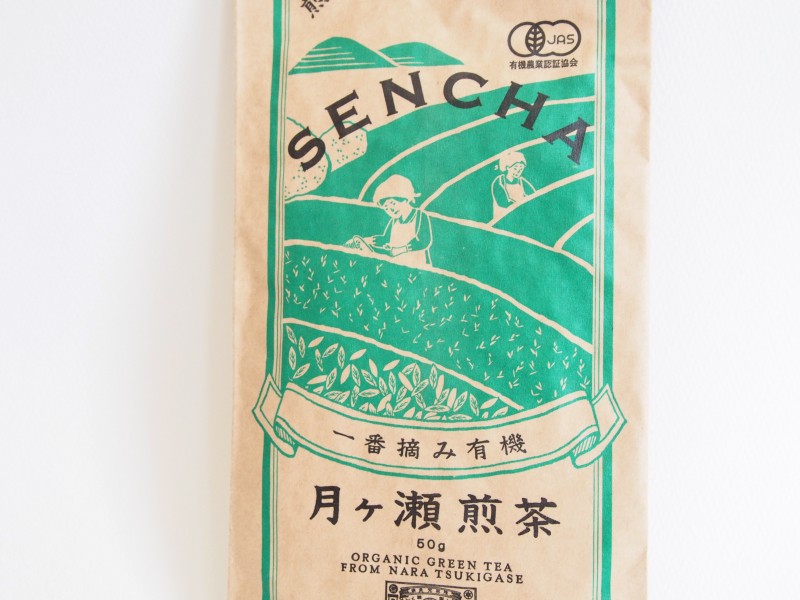 煎
JAS
有機農業認証協会
SENCHA
一番摘み有機
月ヶ瀬煎茶
50g
ORGANIC GREEN TEA
FROM NARA TSUKIGASE